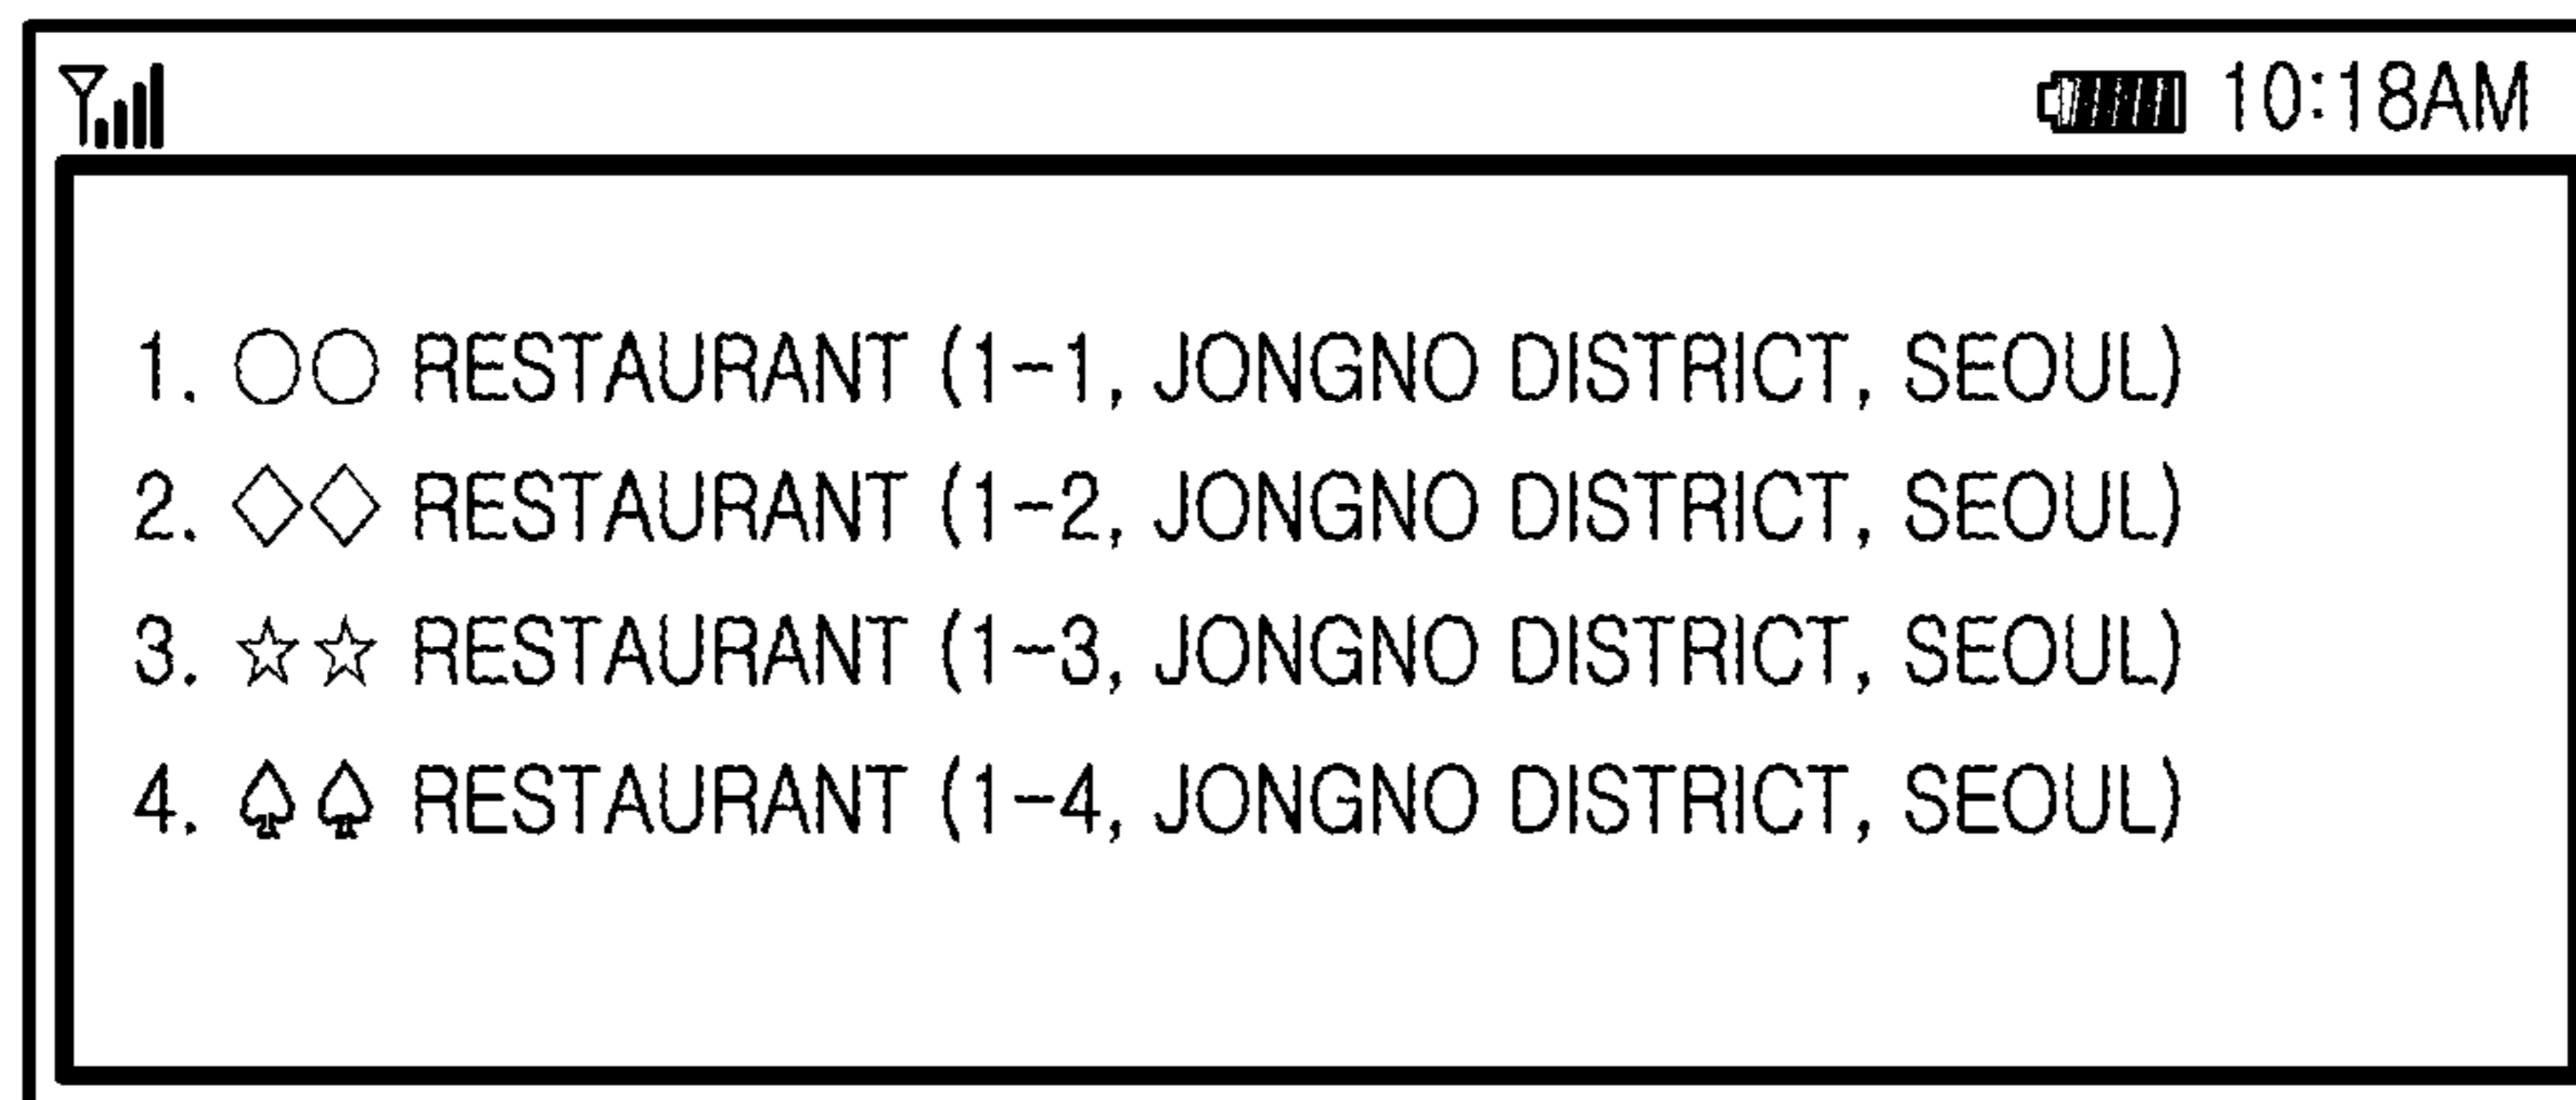 10:18AM
1. ○○ RESTAURANT (1-1, JONGNO DISTRICT, SEOUL)
2. ◇◇ RESTAURANT (1-2, JONGNO DISTRICT, SEOUL)
3. ☆☆ RESTAURANT (1-3, JONGNO DISTRICT, SEOUL)
4. ♤♤ RESTAURANT (1-4, JONGNO DISTRICT, SEOUL)